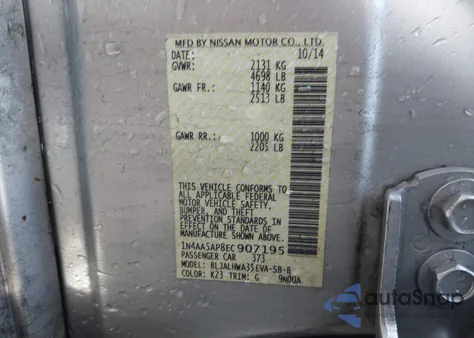 MFD BY NISSAN MOTOR CO., LTD.
DATE: 10/14
GVWR: 2131 KG
4698 LB
GAWR FR.: 1140 KG
2513 LB
GAWR RR.: 1000 KG
2205 LB
THIS VEHICLE CONFORMS TO
ALL APPLICABLE FEDERAL
MOTOR VEHICLE SAFETY,
BUMPER, AND THEFT
PREVENTION STANDARDS IN
EFFECT ON THE DATE OF
MANUFACTURE SHOWN ABOVE.
1N4AA5AP8EC907195
PASSENGER CAR 373
MODEL: BLJALHWA35EVA-5B-B
COLOR: K23 TRIM: G 9N00A
autoSnap